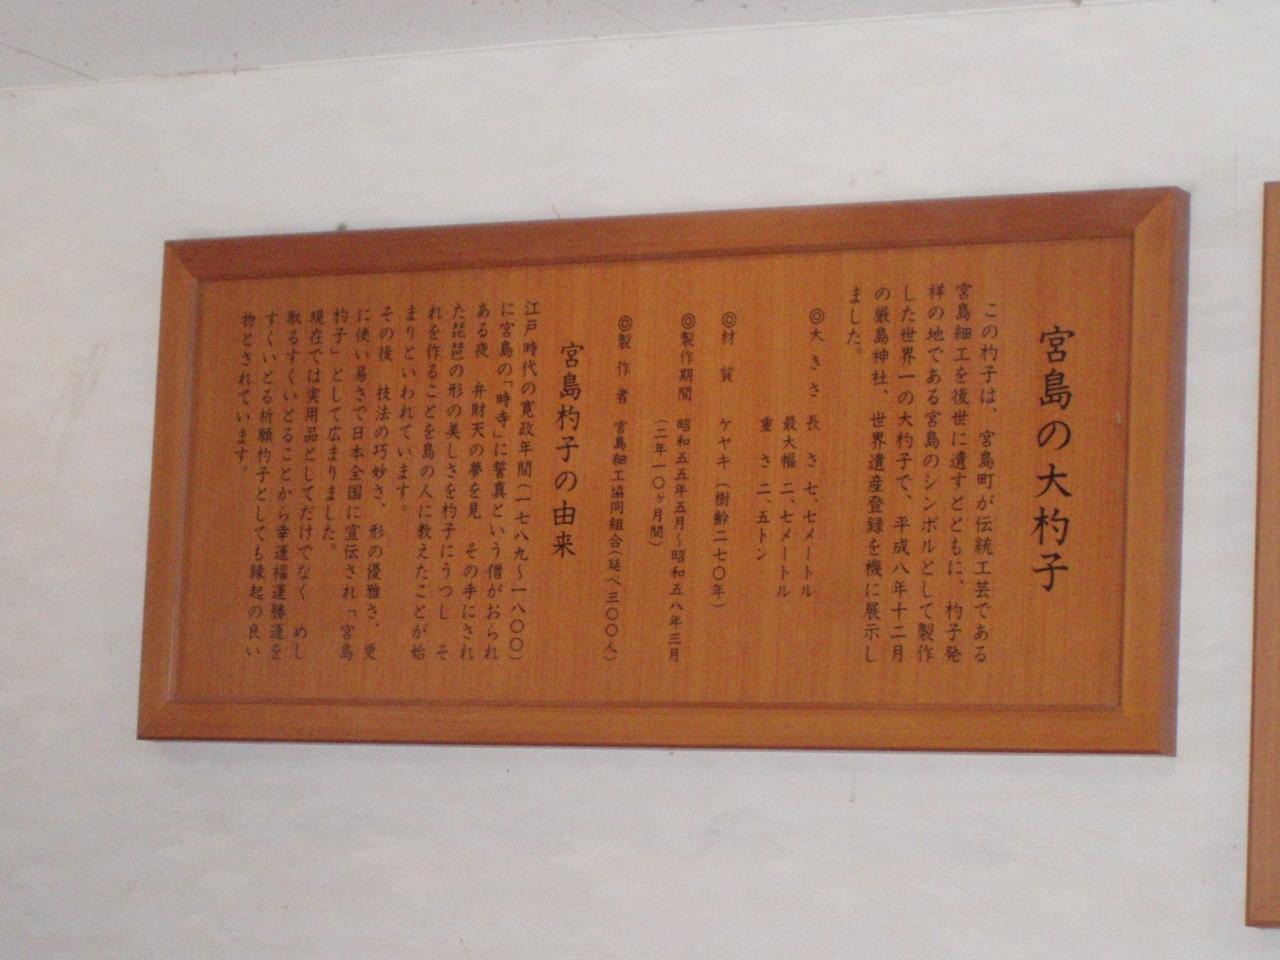 宮島の大杓子
この杓子は、宮島町が伝統工芸である
宮島細工を後世に遺すとともに、杓子発
祥の地である宮島のシンボルとして製作
した世界一の大杓子で、平成八年十二月
の厳島神社、世界遺産登録を機に展示し
ました。
◎大きさ 長さ 七、七メートル
最大幅 二、七メートル
重さ 二、五トン
◎材質 ケヤキ（樹齢二七〇年）
◎製作期間 昭和五五年五月〜昭和五八年三月
（二年一〇ヶ月間）
◎製作者 宮島細工協同組合（延べ三〇〇人）
宮島杓子の由来
江戸時代の寛政年間（一七八九〜一八〇〇）
に宮島の「時寺」に誓真という僧がおられ
ある夜 弁財天の夢を見 その手にされ
た琵琶の形の美しさを杓子にうつし そ
れを作ることを島の人に教えたことが始
まりといわれています。
その後 技法の巧妙さ、形の優雅さ、更
に使い易さで日本全国に宣伝され「宮島
杓子」として広まりました。
現在では実用品としてだけでなく めし
取るすくいとることから幸運福運勝運を
すくいとる祈願杓子としても縁起の良い
物とされています。